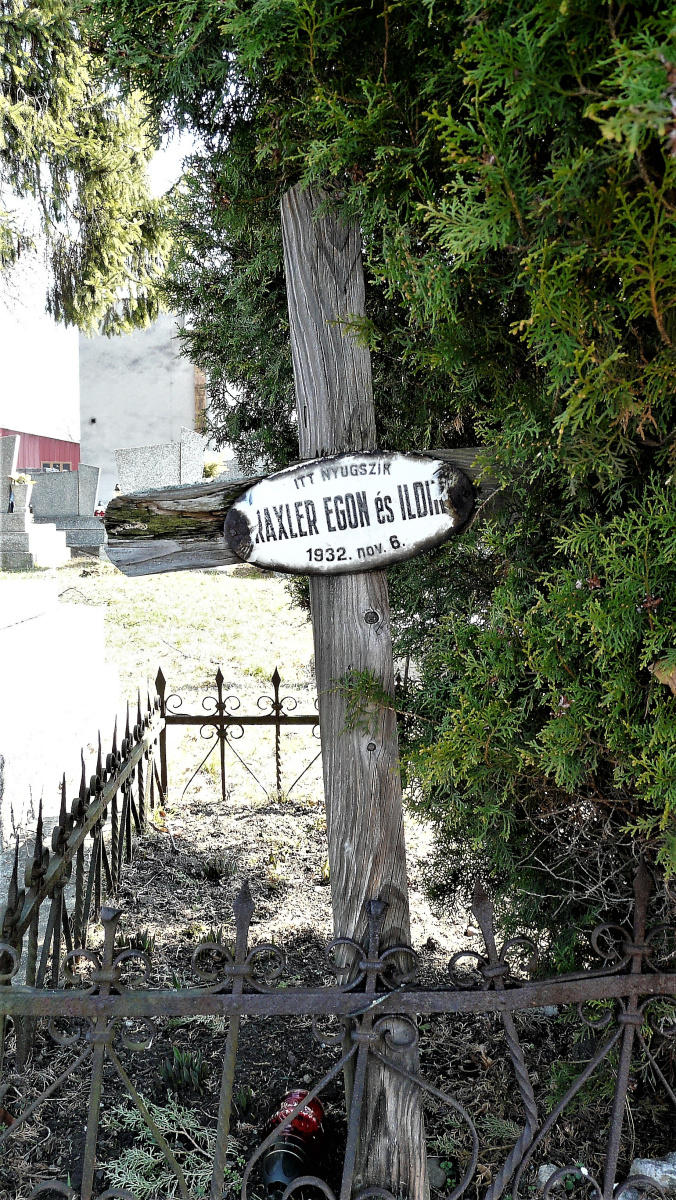 ITT NYUGSZIK
EGON és
1932. nov. 6.